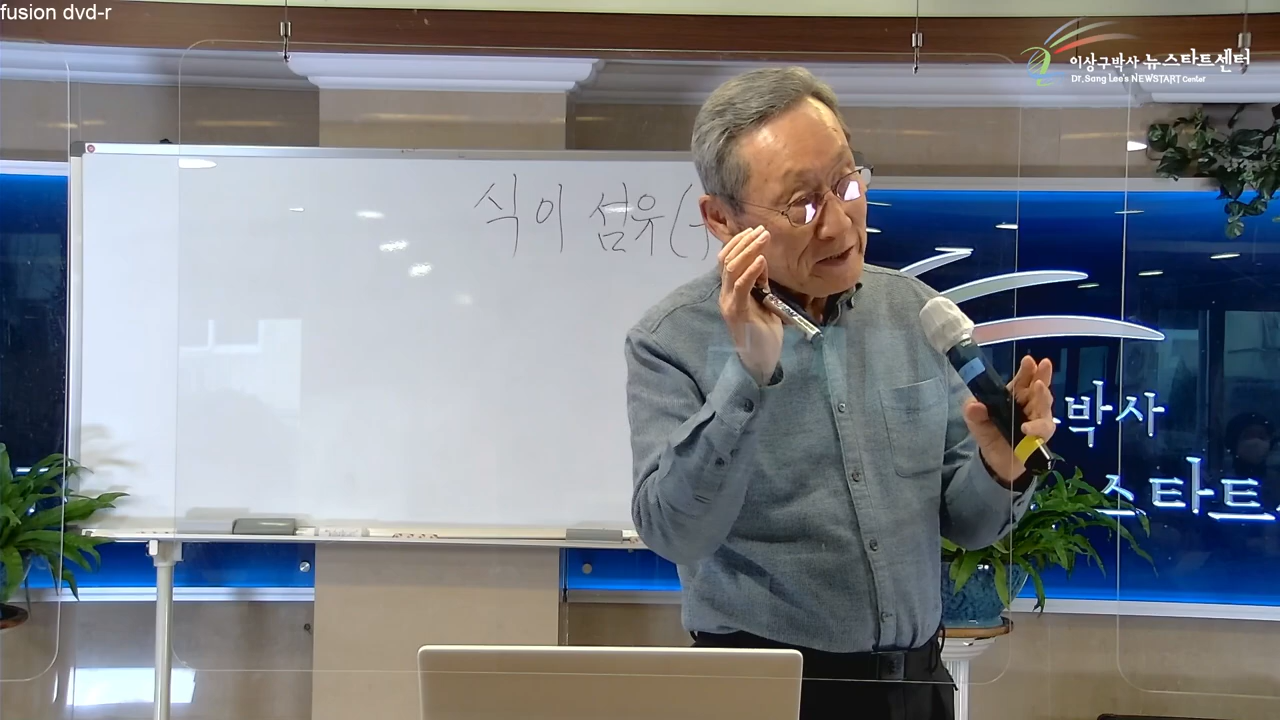 fusion dvd-r
이상구박사 뉴스타트센터
Dr.Sang Lee's NEWSTART Center
식이 섬유(
박사
스타트